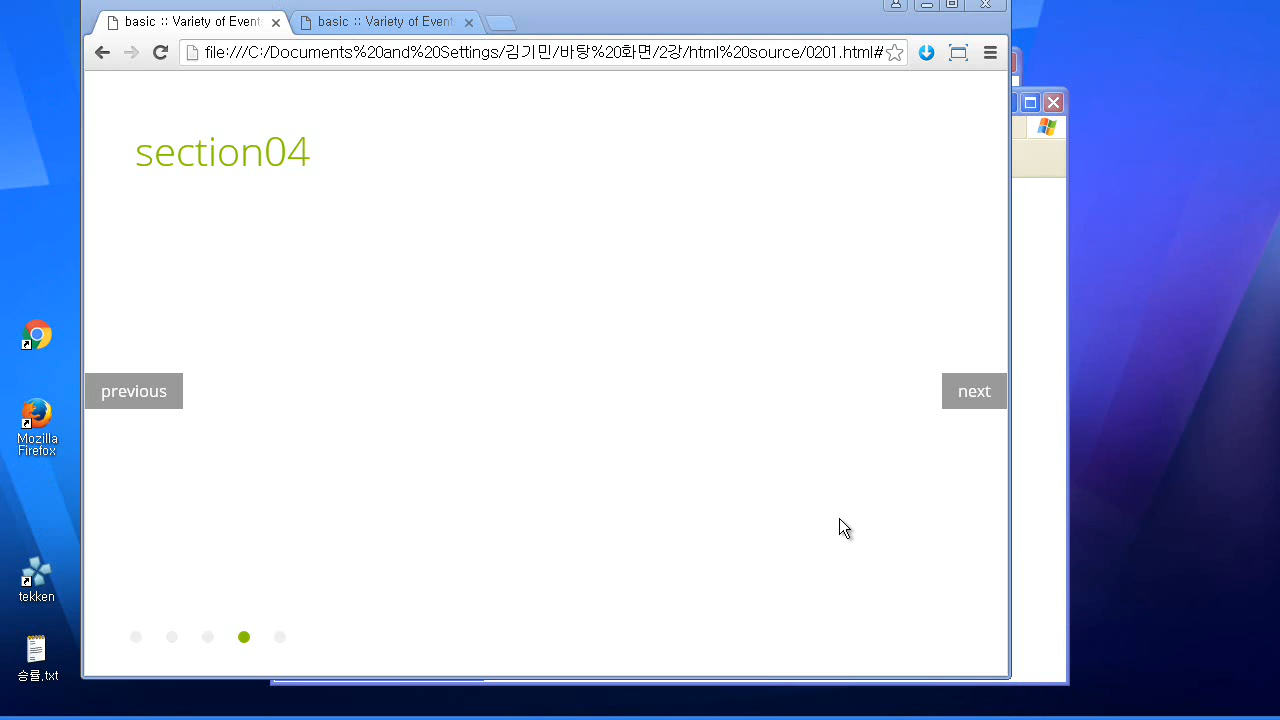 basic :: Variety of Event
basic :: Variety of Event
file:///C:/Documents%20and%20Settings/김기민/바탕%20화면/2강/html%20source/0201.html#
section04
previous
next
Mozilla
Firefox
tekken
승률.txt